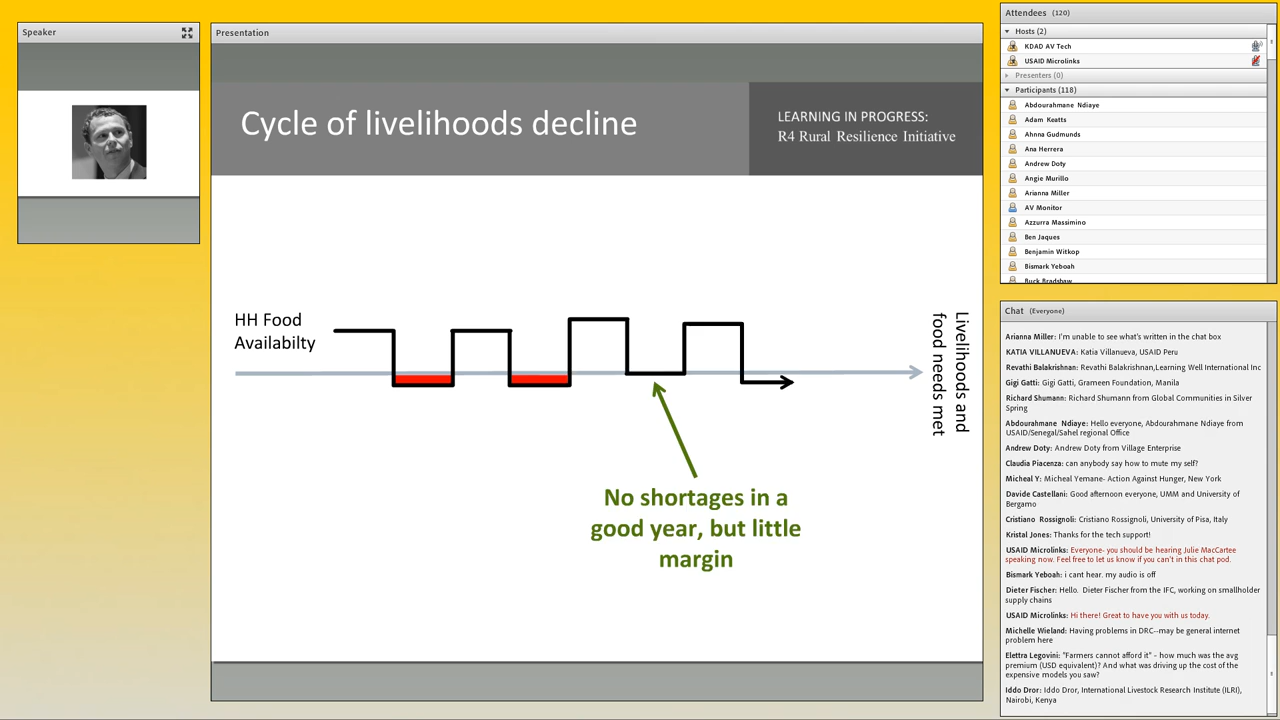 Speaker
Presentation
Cycle of livelihoods decline
LEARNING IN PROGRESS:
R4 Rural Resilience Initiative
HH Food
Availabilty
Livelihoods and
food needs met
No shortages in a
good year, but little
margin
Attendees (120)
Hosts (2)
KDAD AV Tech
USAID Microlinks
Presenters (0)
Participants (118)
Abdourahmane Ndiaye
Adam Keatts
Ahnna Gudmunds
Ana Herrera
Andrew Doty
Angie Murillo
Arianna Miller
AV Monitor
Azzurra Massimino
Ben Jaques
Benjamin Witkop
Bismark Yeboah
Buck Bradshaw
Chat (Everyone)
Arianna Miller: I'm unable to see what's written in the chat box
KATIA VILLANUEVA: Katia Villanueva, USAID Peru
Revathi Balakrishnan: Revathi Balakrishnan,Learning Well International Inc
Gigi Gatti: Gigi Gatti, Grameen Foundation, Manila
Richard Shumann: Richard Shumann from Global Communities in Silver
Spring
Abdourahmane Ndiaye: Hello everyone, Abdourahmane Ndiaye from
USAID/Senegal/Sahel regional Office
Andrew Doty: Andrew Doty from Village Enterprise
Claudia Piacenza: can anybody say how to mute my self?
Micheal Y: Micheal Yemane- Action Against Hunger, New York
Davide Castellani: Good afternoon everyone, UMM and University of
Bergamo
Cristiano Rossignoli: Cristiano Rossignoli, University of Pisa, Italy
Kristal Jones: Thanks for the tech support!
USAID Microlinks: Everyone- you should be hearing Julie MacCartee
speaking now. Feel free to let us know if you can't in this chat pod.
Bismark Yeboah: i cant hear. my audio is off
Dieter Fischer: Hello. Dieter Fischer from the IFC, working on smallholder
supply chains
USAID Microlinks: Hi there! Great to have you with us today.
Michelle Wieland: Having problems in DRC--may be general internet
problem here
Elettra Legovini: "Farmers cannot afford it" - how much was the avg
premium (USD equivalent)? And what was driving up the cost of the
expensive models you saw?
Iddo Dror: Iddo Dror, International Livestock Research Institute (ILRI),
Nairobi, Kenya